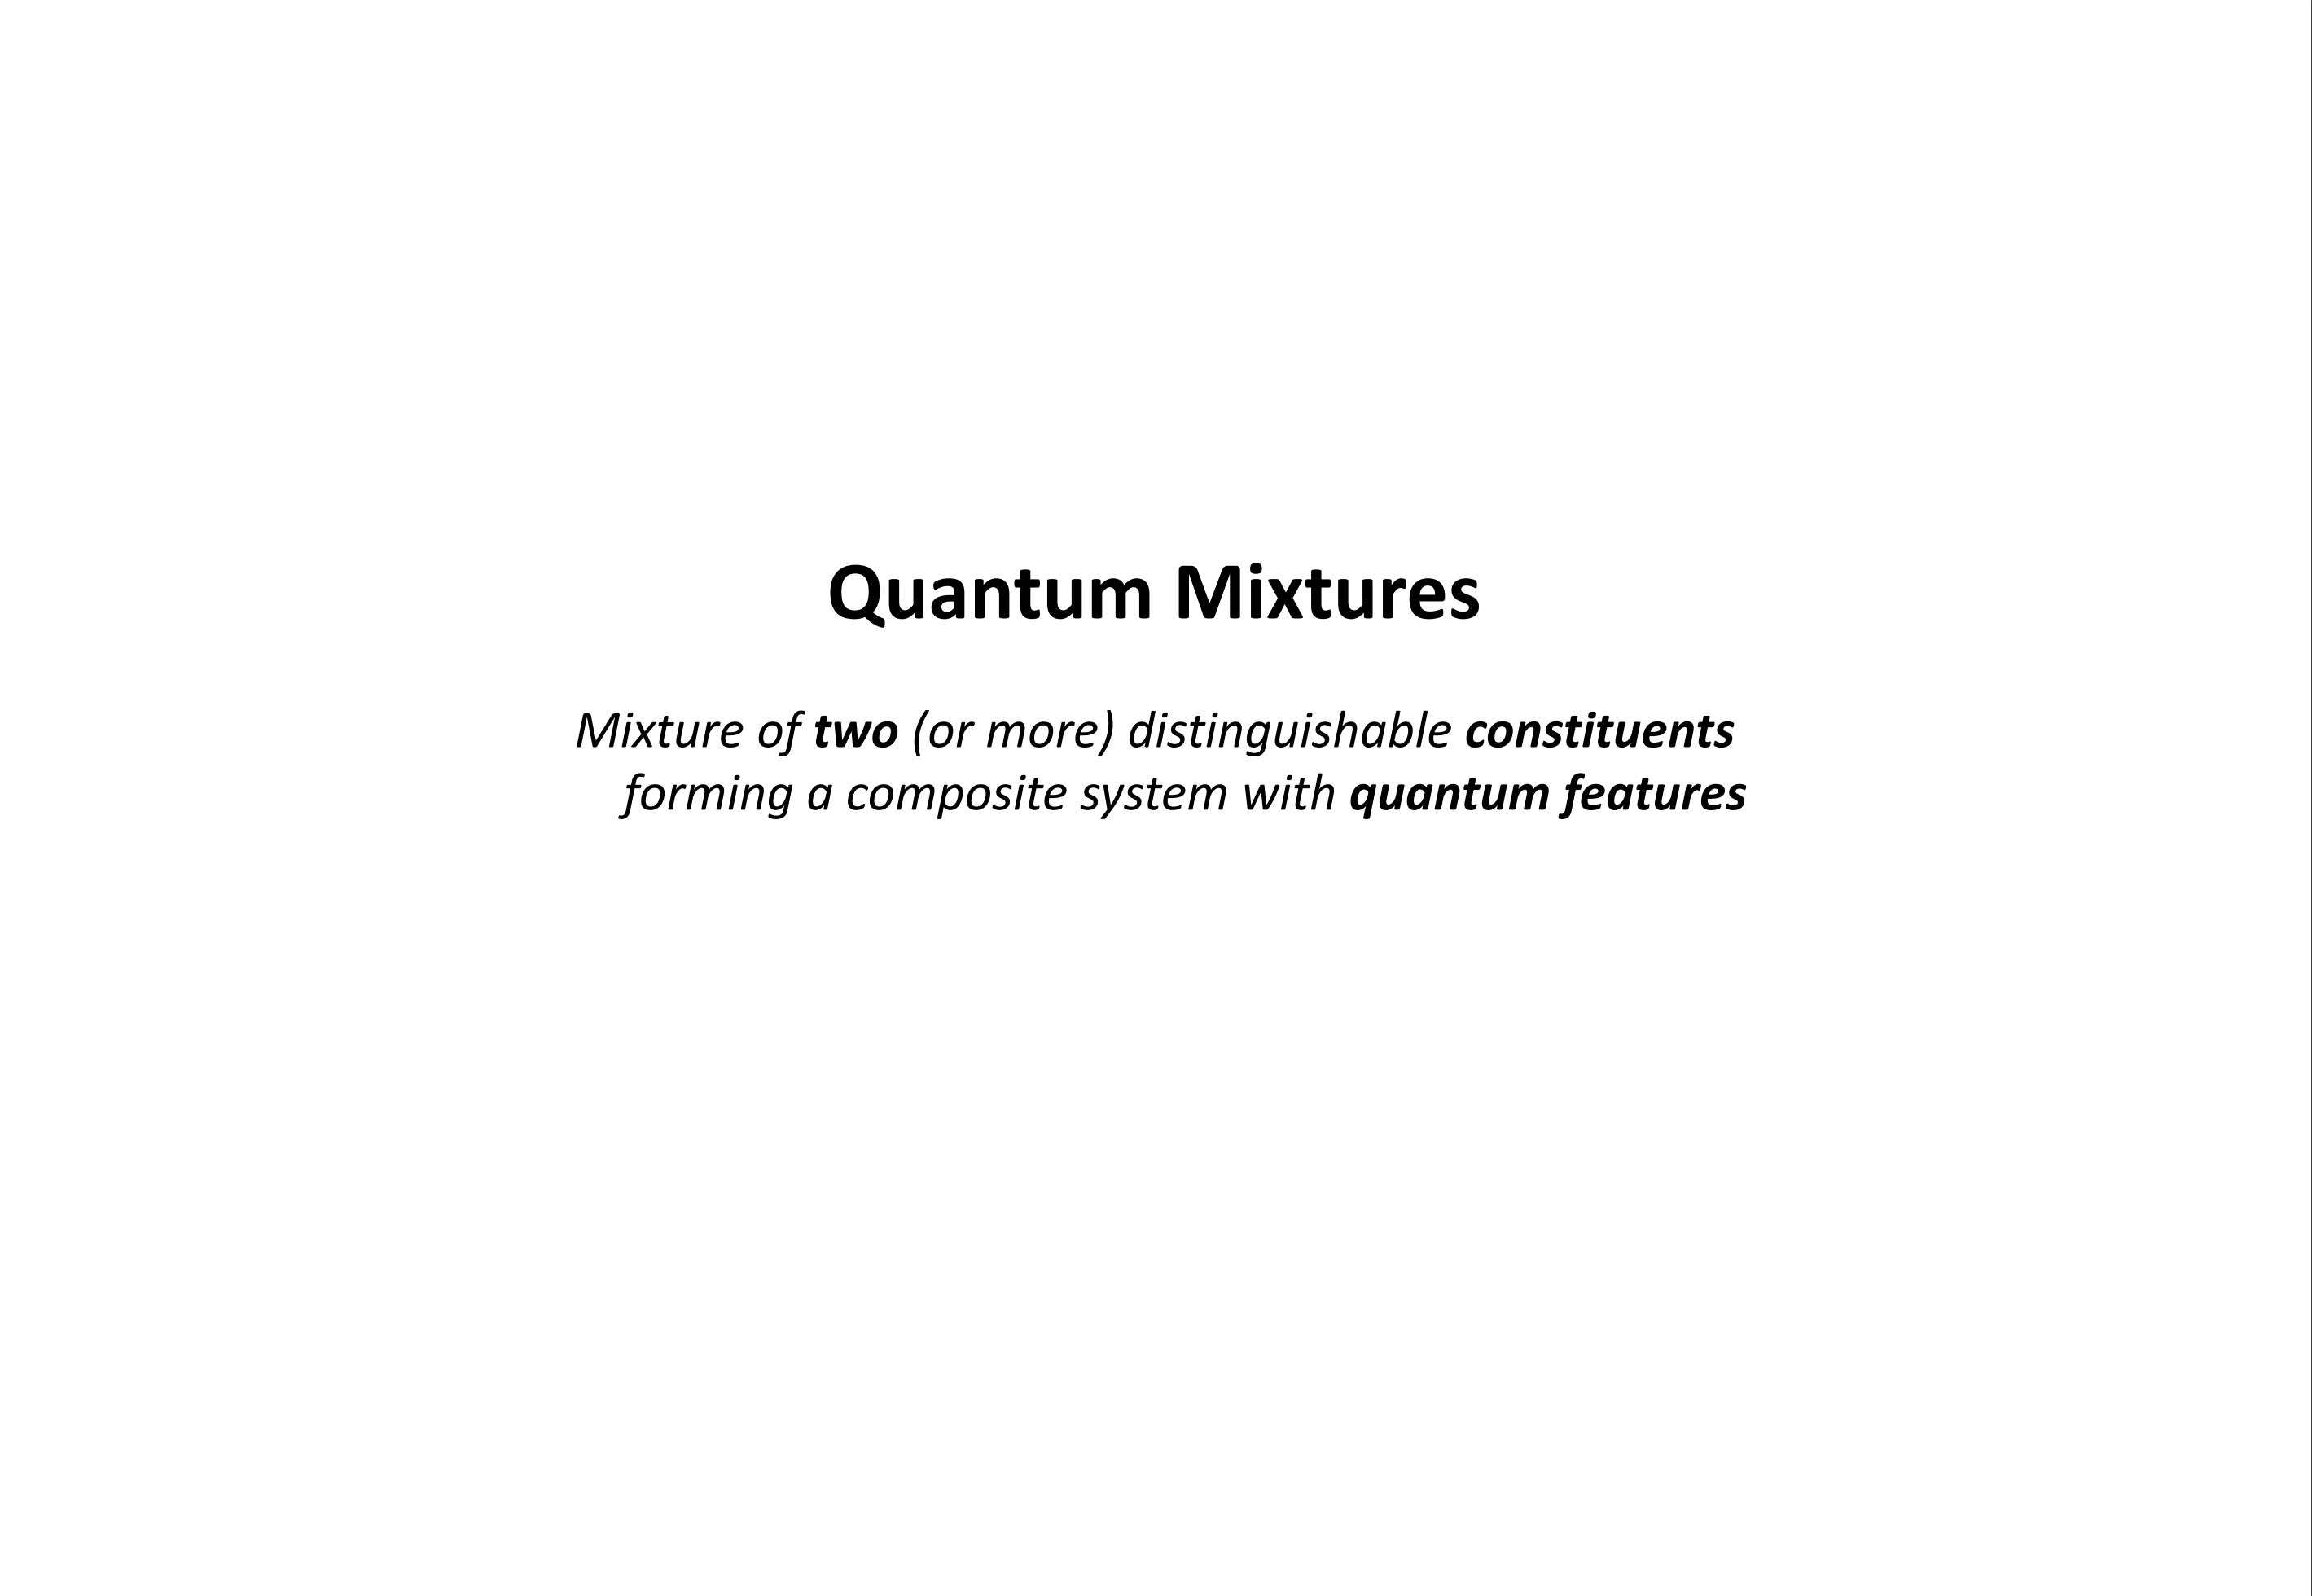 Quantum Mixtures
Mixture of two (or more) distinguishable constituents
forming a composite system with quantum features